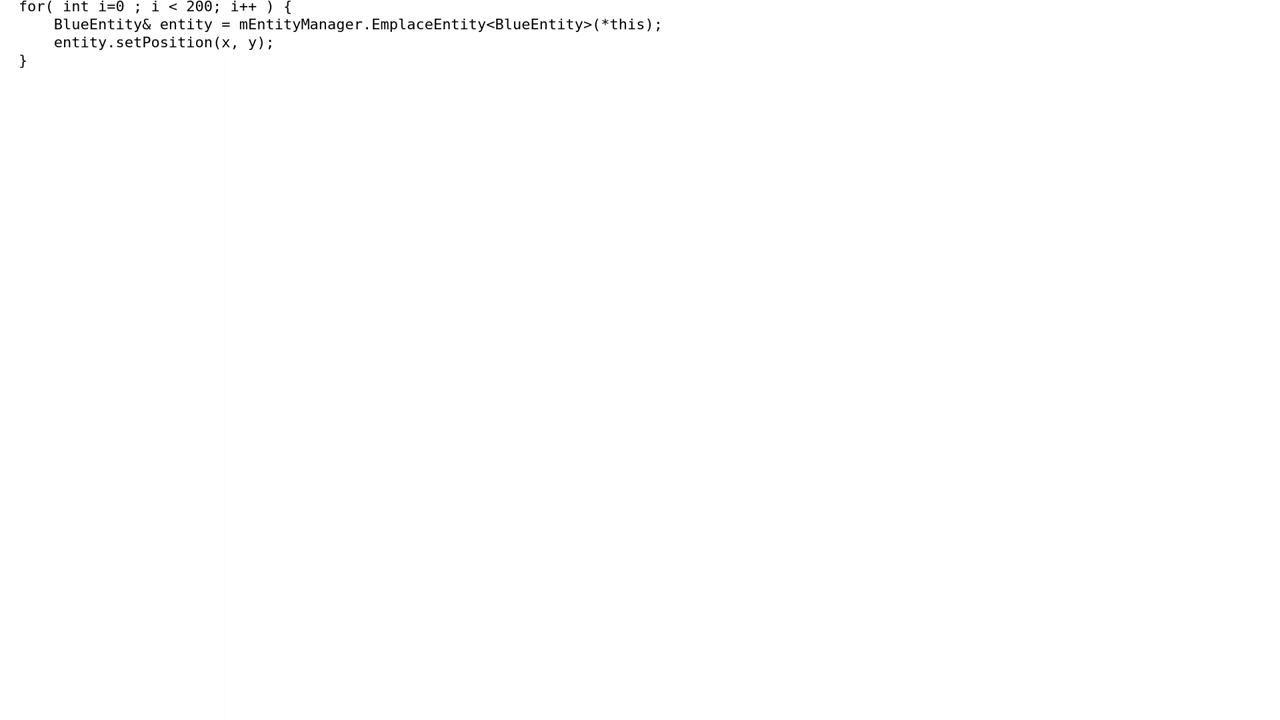 for( int i=0 ; i < 200; i++ ) {
    BlueEntity& entity = mEntityManager.EmplaceEntity<BlueEntity>(*this);
    entity.setPosition(x, y);
}